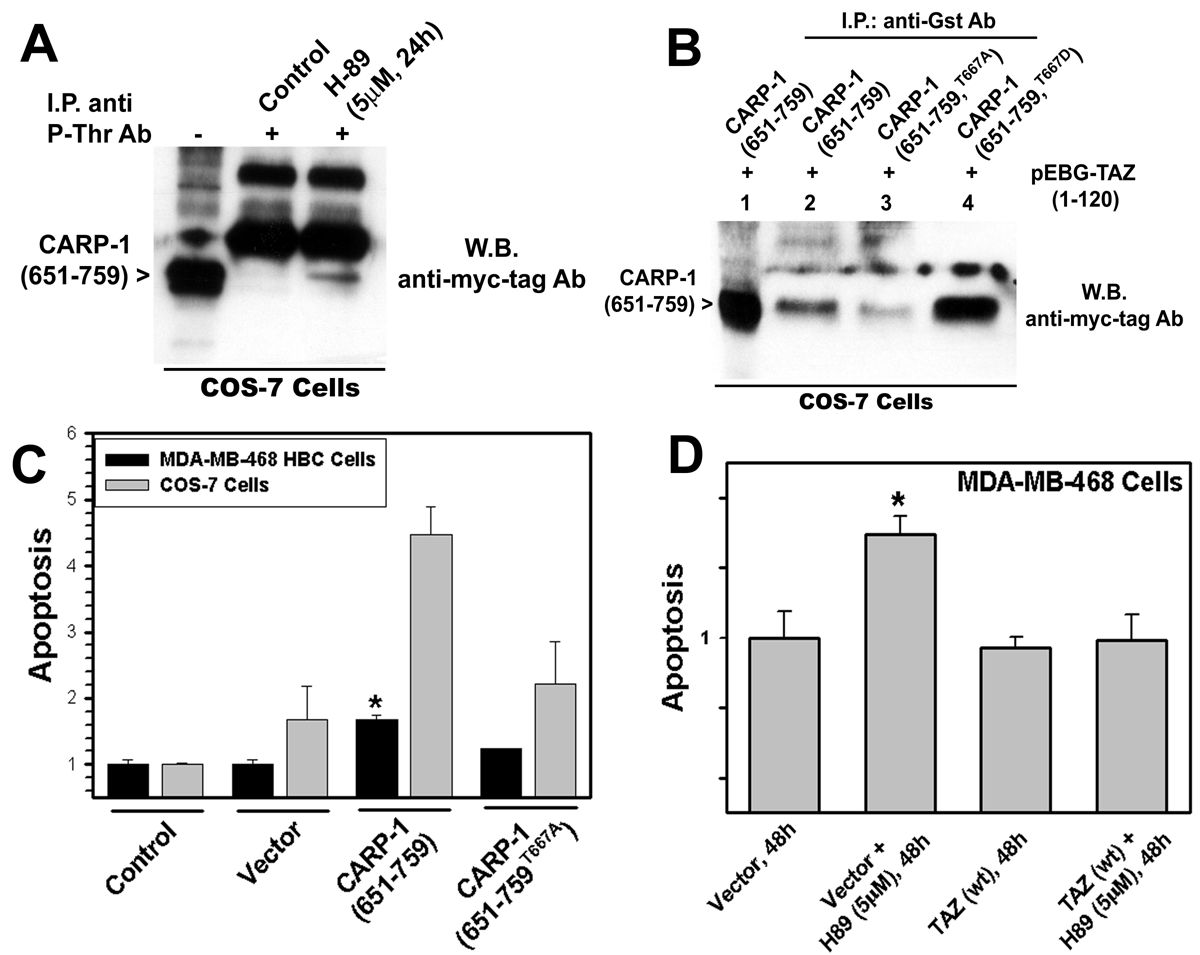 A
I.P. anti
P-Thr Ab
-
Control
+
H-89
(5µM, 24h)
+
CARP-1
(651-759) >
W.B.
anti-myc-tag Ab
COS-7 Cells
B
I.P.: anti-Gst Ab
CARP-1
(651-759)
CARP-1
(651-759)
CARP-1
(651-759, T667A)
CARP-1
(651-759, T667D)
+ + + + pEBG-TAZ
1 2 3 4 (1-120)
CARP-1
(651-759) >
W.B.
anti-myc-tag Ab
COS-7 Cells
C
MDA-MB-468 HBC Cells
COS-7 Cells
Apoptosis
6
5
4
3
2
1
*
Control
Vector
CARP-1
(651-759)
CARP-1
(651-759 T667A)
D
MDA-MB-468 Cells
Apoptosis
1
*
Vector, 48h
Vector +
H89 (5µM), 48h
TAZ (wt), 48h
TAZ (wt) +
H89 (5µM), 48h